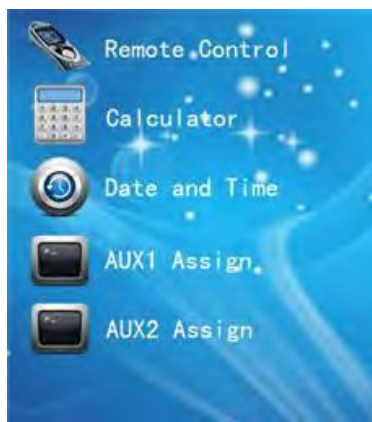 Remote Control
Calculator
Date and Time
AUX1 Assign
AUX2 Assign